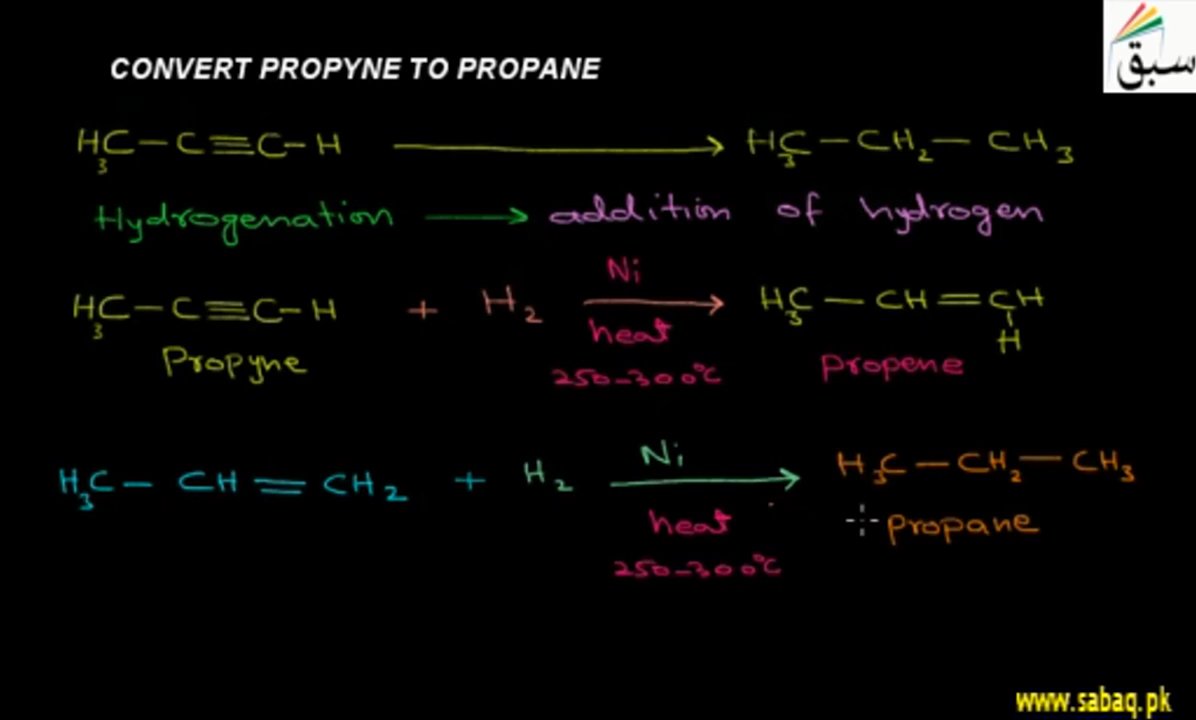 سبق
CONVERT PROPYNE TO PROPANE
H₃C – C ≡ C – H ⟶ H₃C – CH₂ – CH₃
Hydrogenation ⟶ addition of hydrogen
Ni
H₃C – C ≡ C – H + H₂ ⟶ H₃C – CH = CH
heat
H
Propyne
Propene
250-300°C
Ni
H₃C – CH = CH₂ + H₂ ⟶ H₃C – CH₂ – CH₃
heat
Propane
250-300°C
www.sabaq.pk